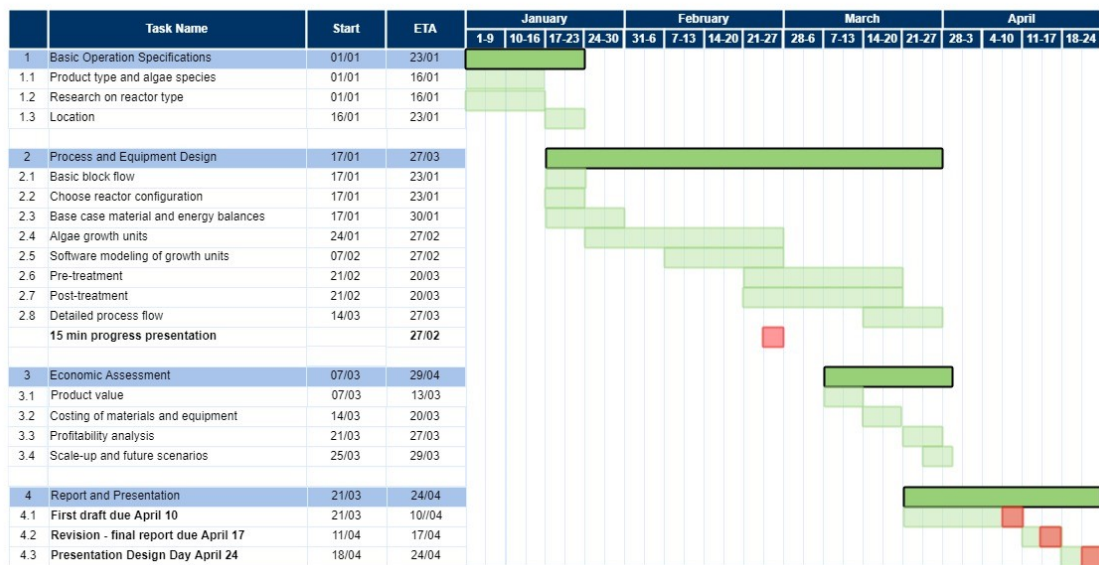 January February March April
Task Name Start ETA
1-9 10-16 17-23 24-30 31-6 7-13 14-20 21-27 28-6 7-13 14-20 21-27 28-3 4-10 11-17 18-24
1 Basic Operation Specifications 01/01 23/01
1.1 Product type and algae species 01/01 16/01
1.2 Research on reactor type 01/01 16/01
1.3 Location 16/01 23/01
2 Process and Equipment Design 17/01 27/03
2.1 Basic block flow 17/01 23/01
2.2 Choose reactor configuration 17/01 23/01
2.3 Base case material and energy balances 17/01 30/01
2.4 Algae growth units 24/01 27/02
2.5 Software modeling of growth units 07/02 27/02
2.6 Pre-treatment 21/02 20/03
2.7 Post-treatment 21/02 20/03
2.8 Detailed process flow 14/03 27/03
15 min progress presentation 27/02
3 Economic Assessment 07/03 29/04
3.1 Product value 07/03 13/03
3.2 Costing of materials and equipment 14/03 20/03
3.3 Profitability analysis 21/03 27/03
3.4 Scale-up and future scenarios 25/03 29/03
4 Report and Presentation 21/03 24/04
4.1 First draft due April 10 21/03 10//04
4.2 Revision - final report due April 17 11/04 17/04
4.3 Presentation Design Day April 24 18/04 24/04